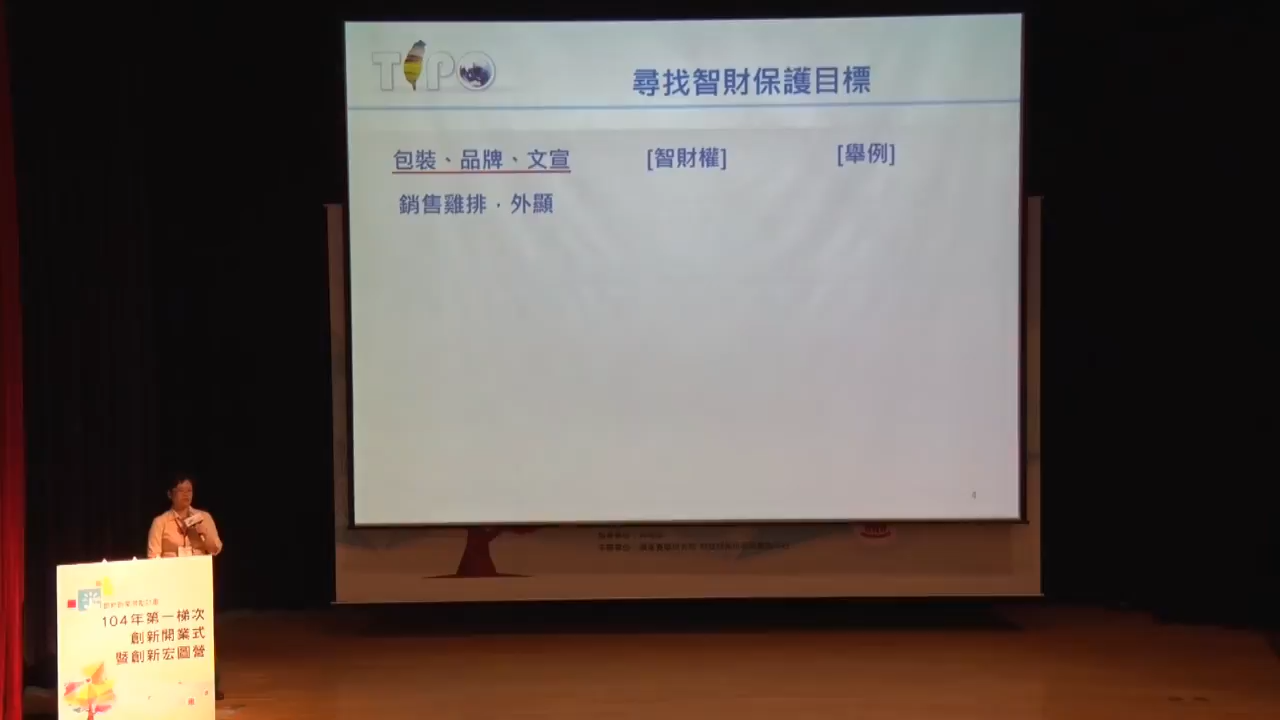 TIPO
尋找智財保護目標
包裝、品牌、文宣 [智財權] [舉例]
銷售雞排，外顯
4
104年第一梯次
創新開業式
暨創新宏圖營